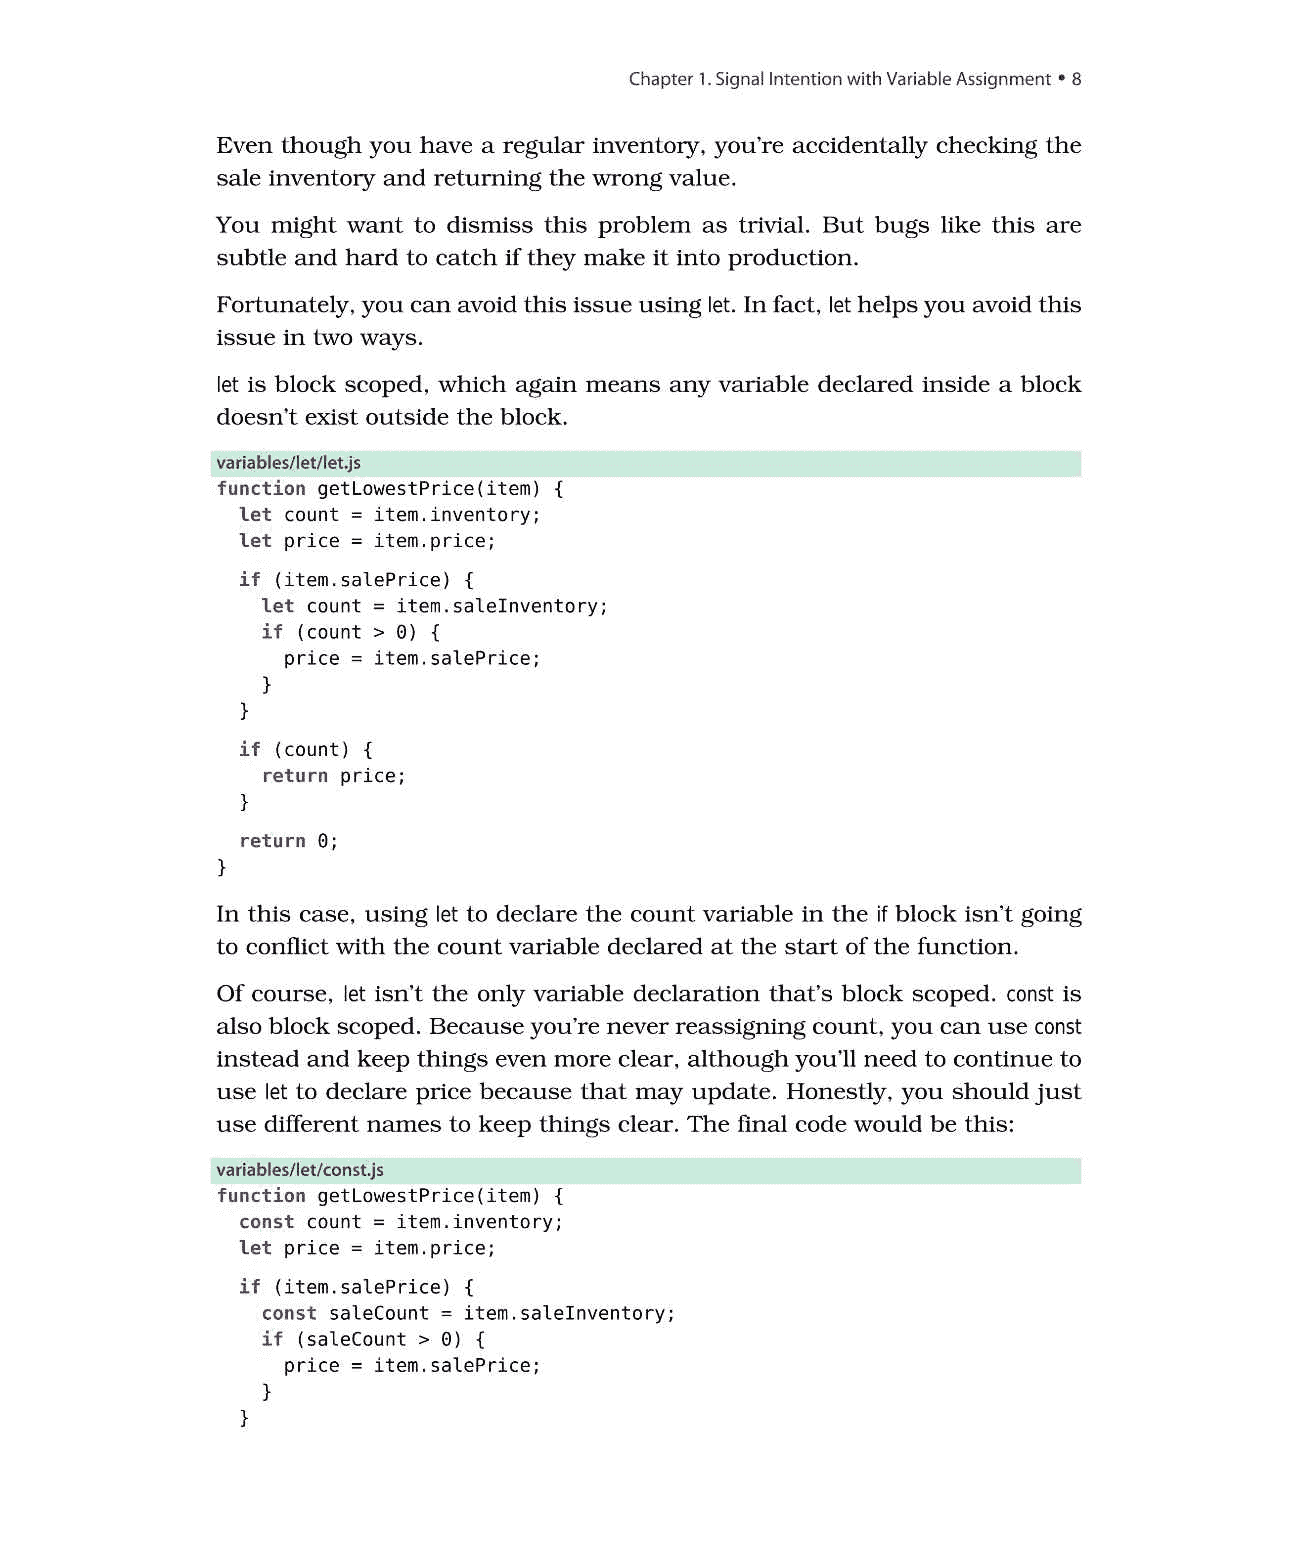 Chapter 1. Signal Intention with Variable Assignment • 8
Even though you have a regular inventory, you're accidentally checking the
sale inventory and returning the wrong value.
You might want to dismiss this problem as trivial. But bugs like this are
subtle and hard to catch if they make it into production.
Fortunately, you can avoid this issue using let. In fact, let helps you avoid this
issue in two ways.
let is block scoped, which again means any variable declared inside a block
doesn't exist outside the block.
variables/let/let.js
function getLowestPrice(item) {
  let count = item.inventory;
  let price = item.price;
  if (item.salePrice) {
    let count = item.saleInventory;
    if (count > 0) {
      price = item.salePrice;
    }
  }
  if (count) {
    return price;
  }
  return 0;
}
In this case, using let to declare the count variable in the if block isn't going
to conflict with the count variable declared at the start of the function.
Of course, let isn't the only variable declaration that's block scoped. const is
also block scoped. Because you're never reassigning count, you can use const
instead and keep things even more clear, although you'll need to continue to
use let to declare price because that may update. Honestly, you should just
use different names to keep things clear. The final code would be this:
variables/let/const.js
function getLowestPrice(item) {
  const count = item.inventory;
  let price = item.price;
  if (item.salePrice) {
    const saleCount = item.saleInventory;
    if (saleCount > 0) {
      price = item.salePrice;
    }
  }